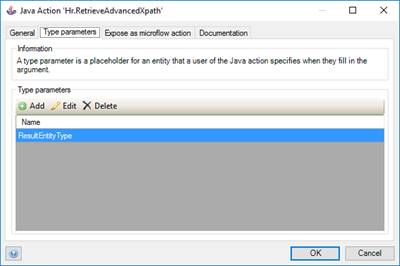 Java Action 'Hr.RetrieveAdvancedXpath'
General Type parameters Expose as microflow action Documentation
Information
A type parameter is a placeholder for an entity that a user of the Java action specifies when they fill in the
argument.
Type parameters
Add Edit Delete
Name
ResultEntityType
OK Cancel